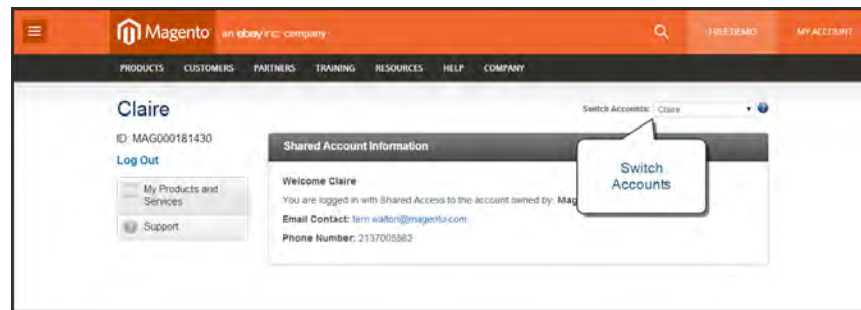 Magento an ebay inc. company
FREE DEMO
MY ACCOUNT
PRODUCTS CUSTOMERS PARTNERS TRAINING RESOURCES HELP COMPANY
Claire
Switch Accounts: Claire
ID: MAG000181430
Log Out
Shared Account Information
Switch
Accounts
My Products and
Services
Support
Welcome Claire
You are logged in with Shared Access to the account owned by: Mag
Email Contact: fern.walton@magento.com
Phone Number: 2137005562